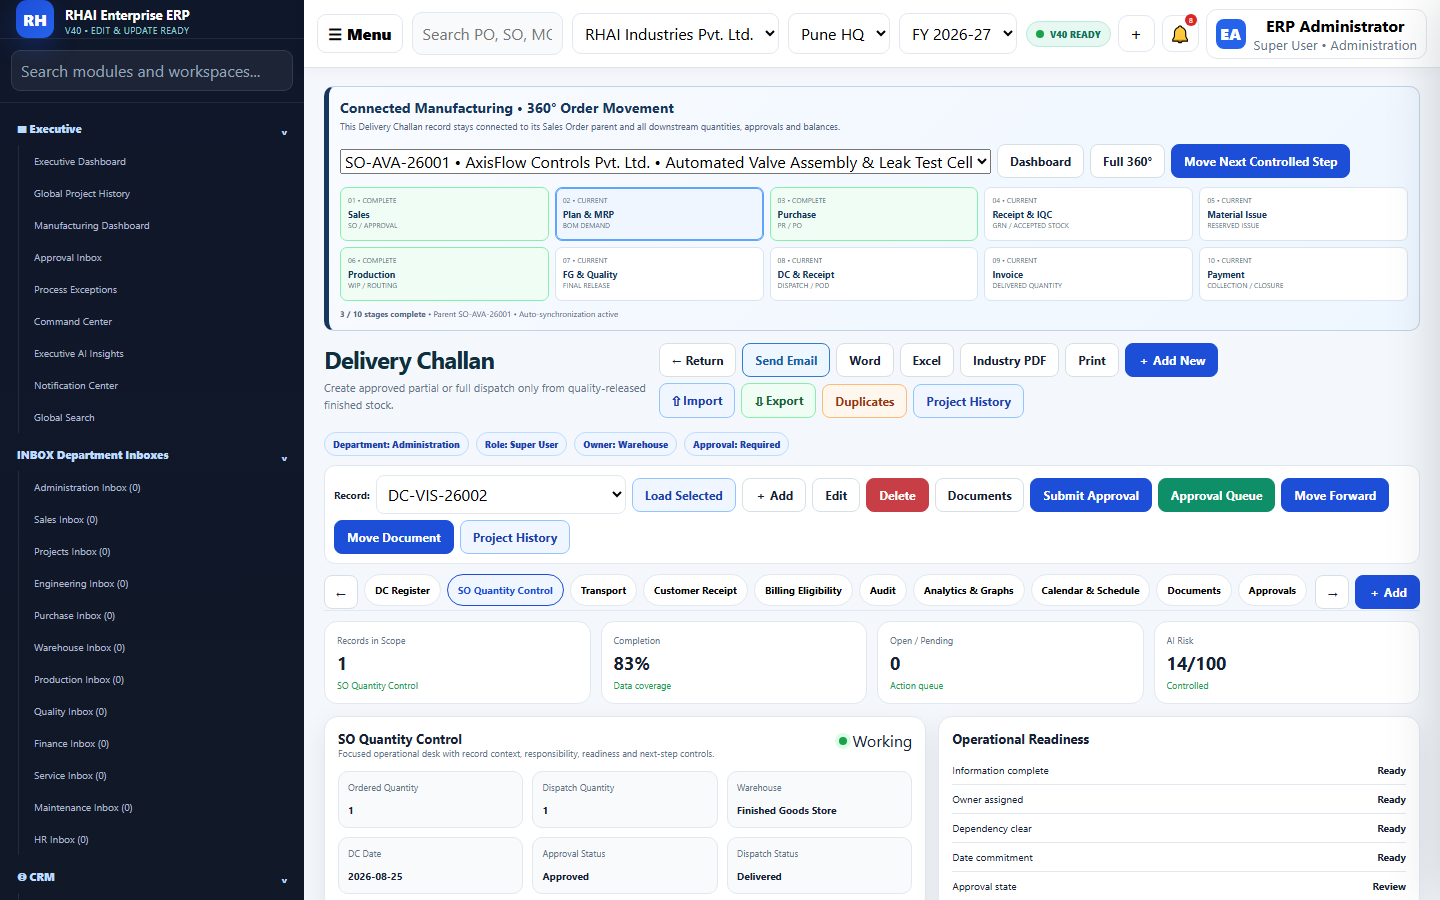 RH
RHAI Enterprise ERP
V40 • EDIT & UPDATE READY
Search modules and workspaces...
Executive
Executive Dashboard
Global Project History
Manufacturing Dashboard
Approval Inbox
Process Exceptions
Command Center
Executive AI Insights
Notification Center
Global Search
INBOX Department Inboxes
Administration Inbox (0)
Sales Inbox (0)
Projects Inbox (0)
Engineering Inbox (0)
Purchase Inbox (0)
Warehouse Inbox (0)
Production Inbox (0)
Quality Inbox (0)
Finance Inbox (0)
Service Inbox (0)
Maintenance Inbox (0)
HR Inbox (0)
CRM
☰ Menu
Search PO, SO, MC
RHAI Industries Pvt. Ltd.
Pune HQ
FY 2026-27
V40 READY
+
8
EA
ERP Administrator
Super User • Administration
Connected Manufacturing • 360° Order Movement
This Delivery Challan record stays connected to its Sales Order parent and all downstream quantities, approvals and balances.
SO-AVA-26001 • AxisFlow Controls Pvt. Ltd. • Automated Valve Assembly & Leak Test Cell
Dashboard
Full 360°
Move Next Controlled Step
01 • COMPLETE
Sales
SO / APPROVAL
02 • CURRENT
Plan & MRP
BOM DEMAND
03 • COMPLETE
Purchase
PR / PO
04 • CURRENT
Receipt & IQC
GRN / ACCEPTED STOCK
05 • CURRENT
Material Issue
RESERVED ISSUE
06 • COMPLETE
Production
WIP / ROUTING
07 • CURRENT
FG & Quality
FINAL RELEASE
08 • CURRENT
DC & Receipt
DISPATCH / POD
09 • CURRENT
Invoice
DELIVERED QUANTITY
10 • CURRENT
Payment
COLLECTION / CLOSURE
3 / 10 stages complete • Parent SO-AVA-26001 • Auto-synchronization active
Delivery Challan
Create approved partial or full dispatch only from quality-released
finished stock.
← Return
Send Email
Word
Excel
Industry PDF
Print
+ Add New
⇧ Import
⇩ Export
Duplicates
Project History
Department: Administration
Role: Super User
Owner: Warehouse
Approval: Required
Record:
DC-VIS-26002
Load Selected
+ Add
Edit
Delete
Documents
Submit Approval
Approval Queue
Move Forward
Move Document
Project History
←
DC Register
SO Quantity Control
Transport
Customer Receipt
Billing Eligibility
Audit
Analytics & Graphs
Calendar & Schedule
Documents
Approvals
→
+ Add
Records in Scope
1
SO Quantity Control
Completion
83%
Data coverage
Open / Pending
0
Action queue
AI Risk
14/100
Controlled
SO Quantity Control
Focused operational desk with record context, responsibility, readiness and next-step controls.
Working
Ordered Quantity
1
Dispatch Quantity
1
Warehouse
Finished Goods Store
DC Date
2026-08-25
Approval Status
Approved
Dispatch Status
Delivered
Operational Readiness
Information complete Ready
Owner assigned Ready
Dependency clear Ready
Date commitment Ready
Approval state Review